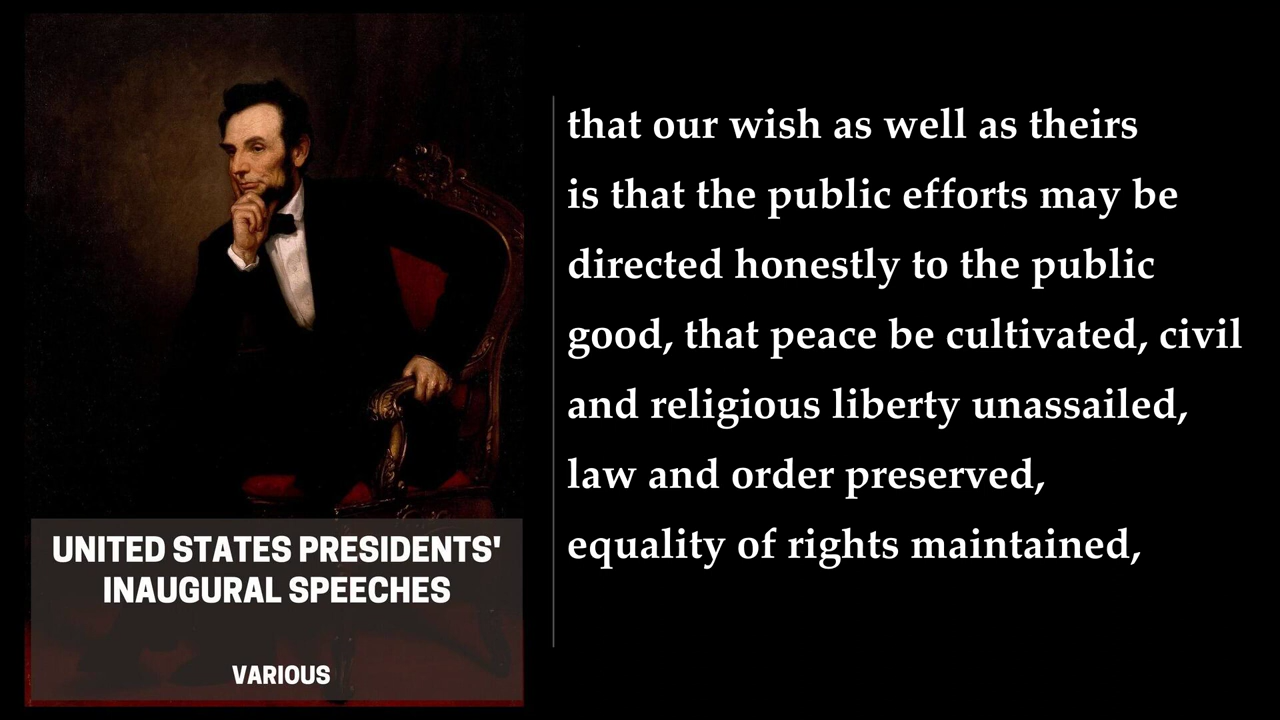 that our wish as well as theirs
is that the public efforts may be
directed honestly to the public
good, that peace be cultivated, civil
and religious liberty unassailed,
law and order preserved,
equality of rights maintained,
UNITED STATES PRESIDENTS'
INAUGURAL SPEECHES
VARIOUS